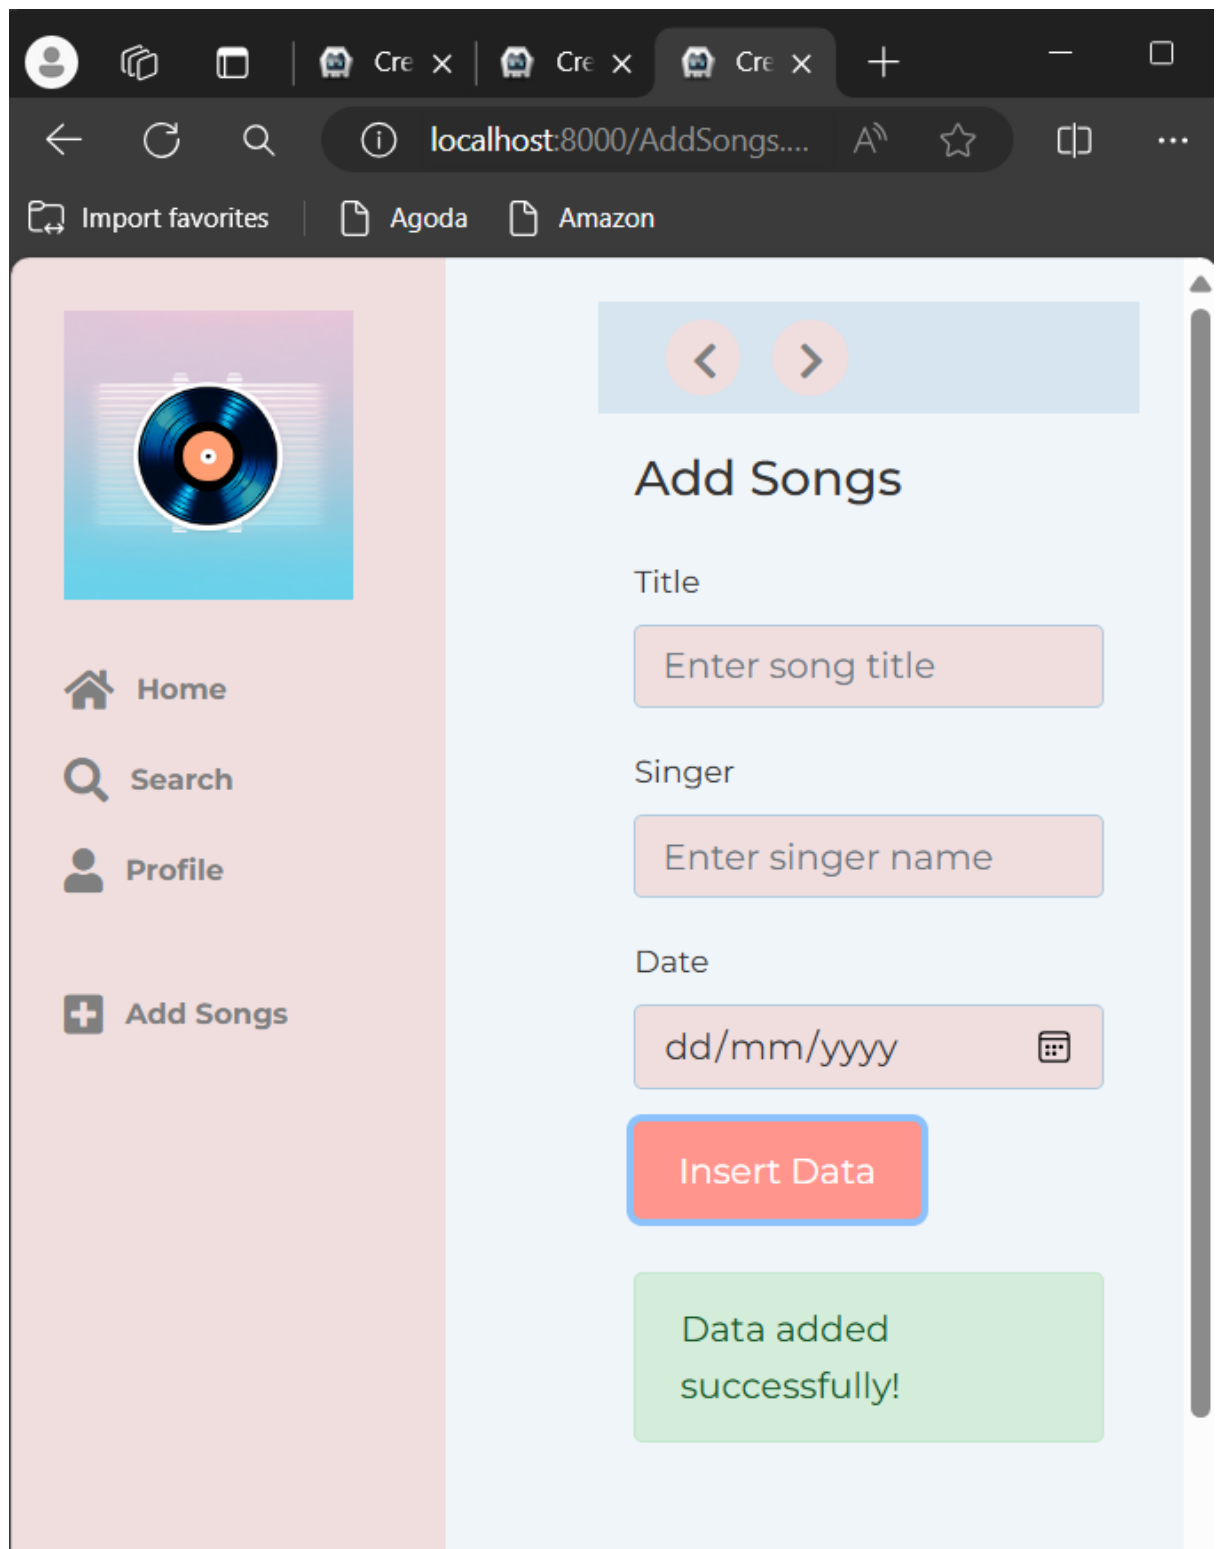 Cre
Cre
Cre
localhost:8000/AddSongs....
Import favorites
Agoda
Amazon
Add Songs
Title
Enter song title
Home
Search
Singer
Profile
Enter singer name
Date
Add Songs
dd/mm/yyyy
Insert Data
Data added
successfully!